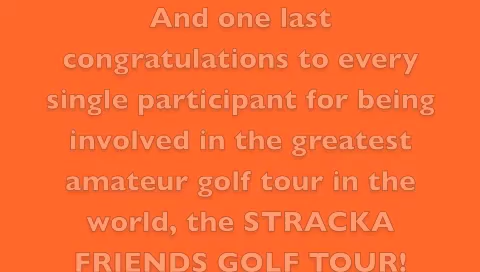 And one last
congratulations to every
single participant for being
involved in the greatest
amateur golf tour in the
world, the STRACKA
FRIENDS GOLF TOUR!